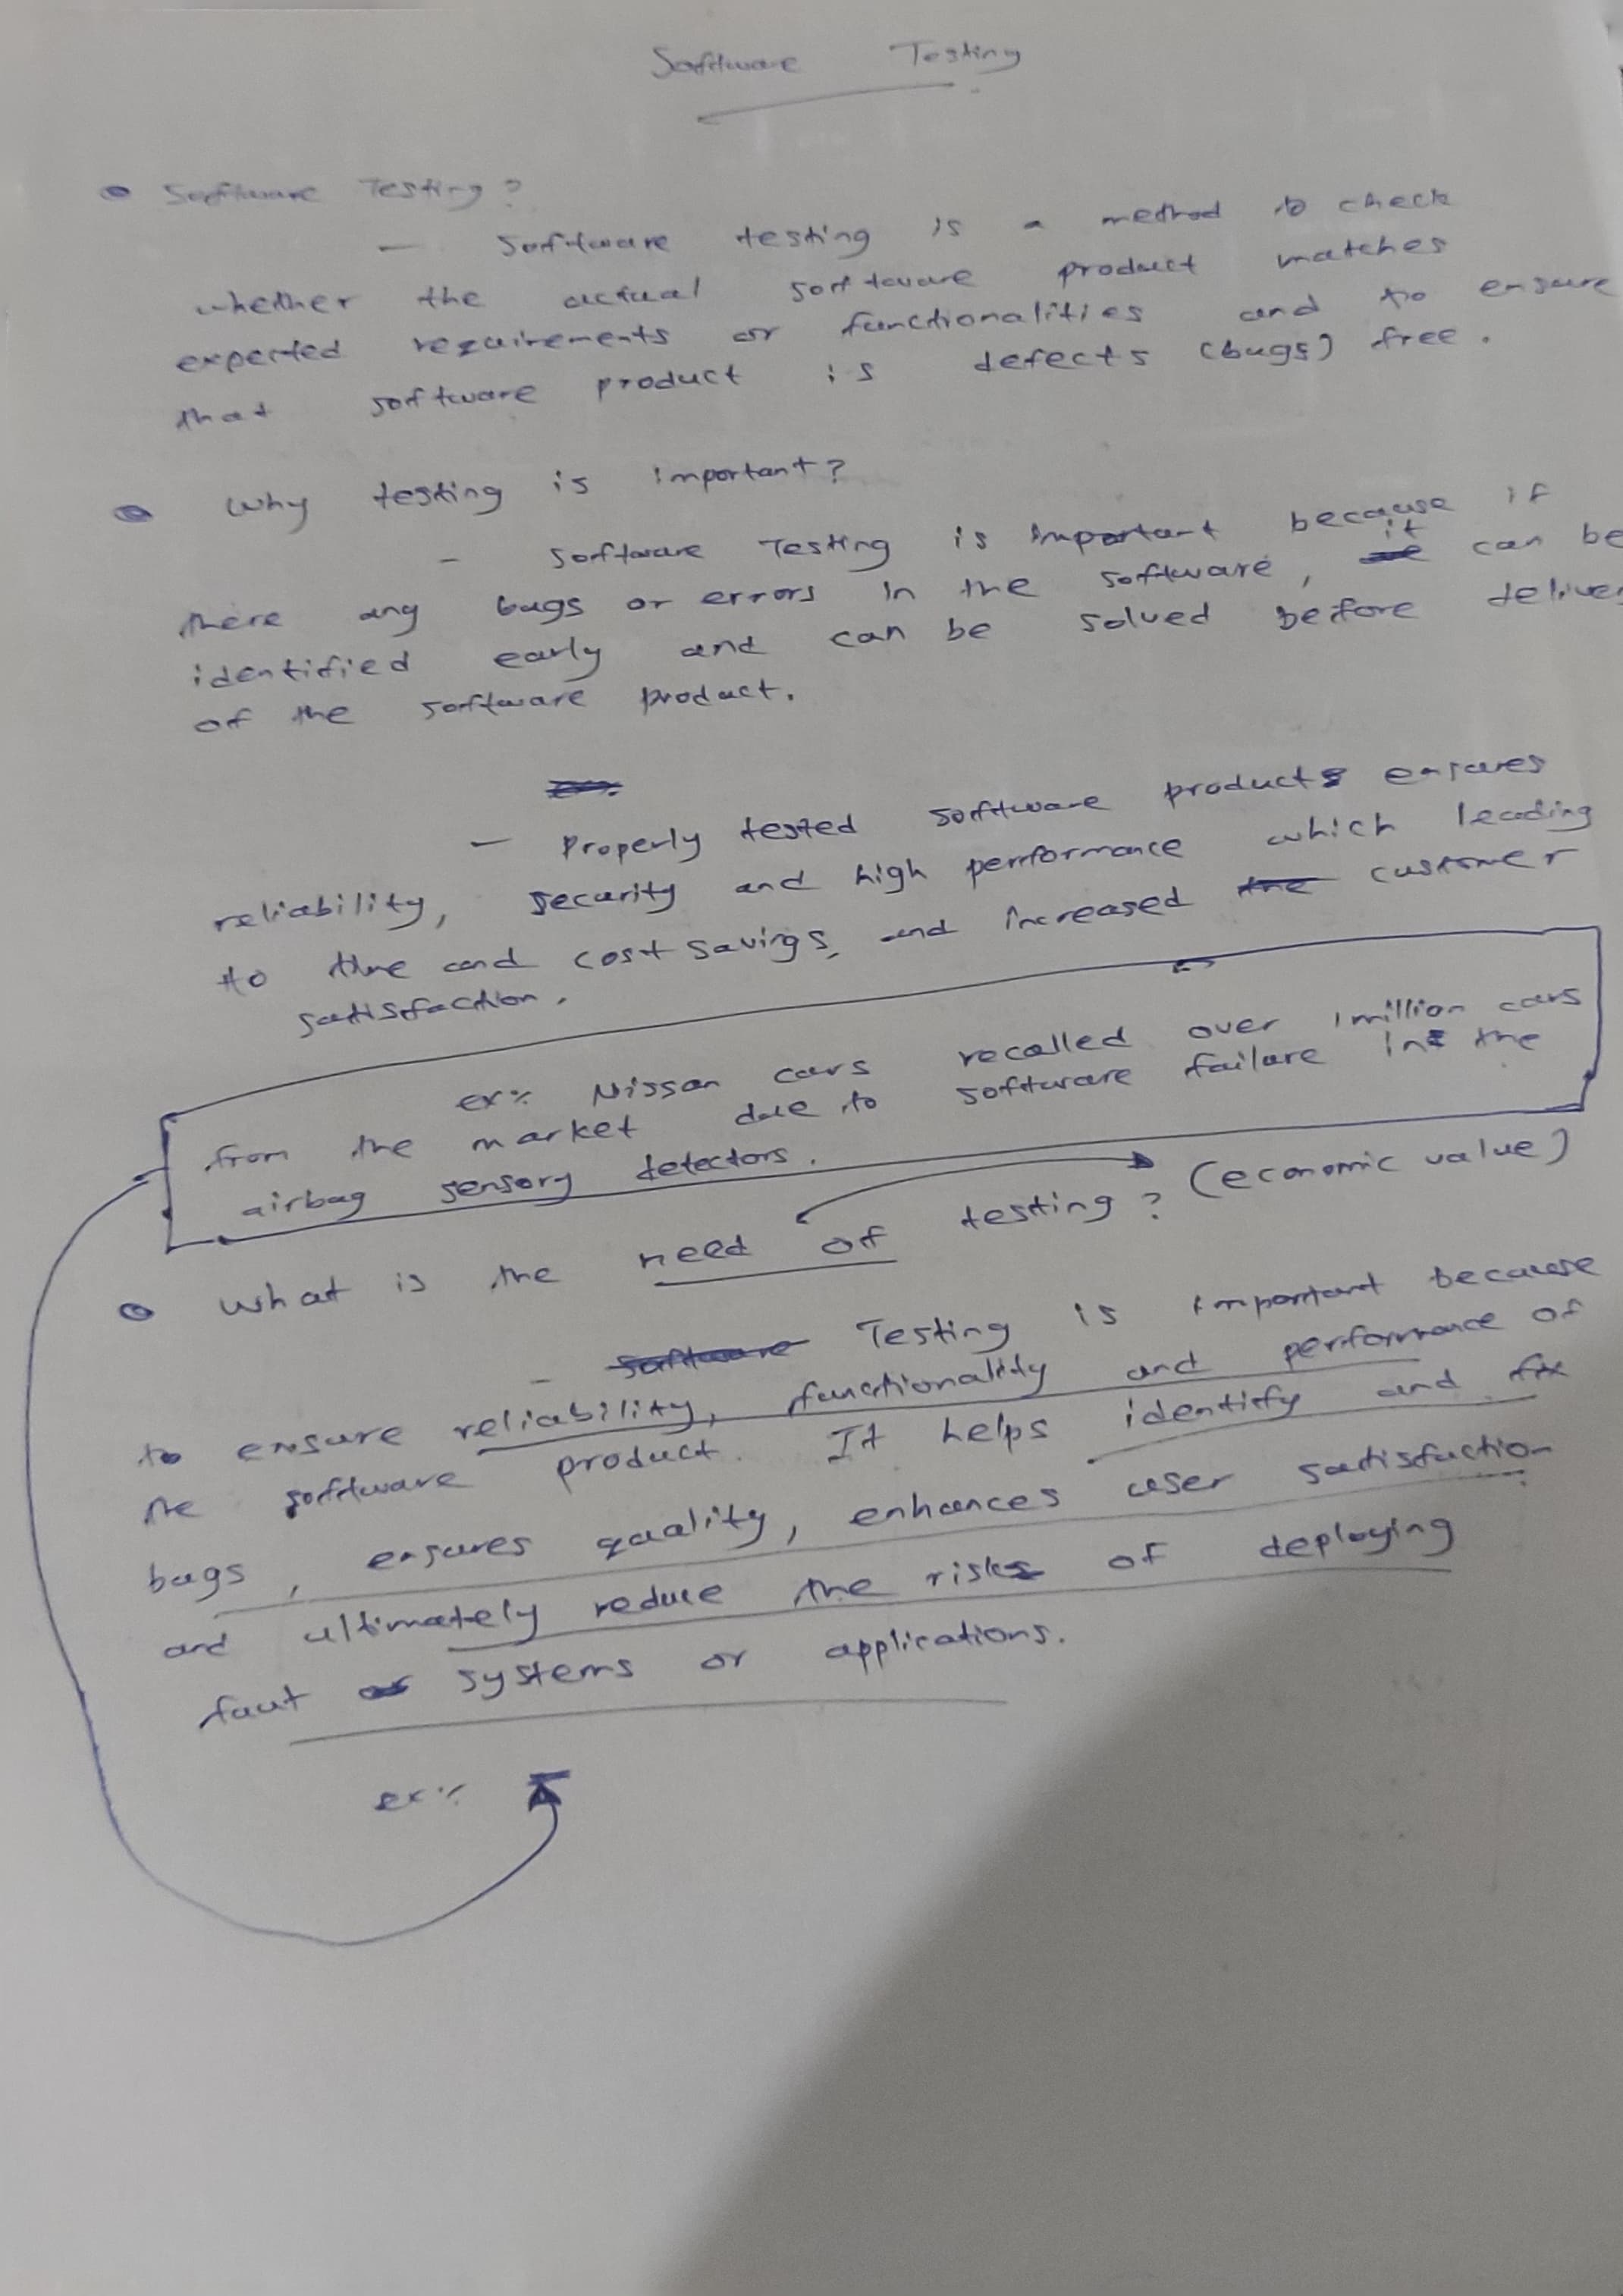 Software Testing
Software Testing?
— Software testing is a method to check
whether the actual software product matches
expected requirements or functionalities and to ensure
that software product is defects (bugs) free.
Why testing is important?
- Software Testing is important because if
there any bugs or errors in the software, it can be
identified early and can be solved before deliver
of the software product.
— Properly tested software products ensures
reliability, security and high performance which leading
to time and cost savings, and increased the customer
satisfaction.
ex: Nissan cars recalled over 1 million cars
from the market due to software failure in the
airbag sensory detectors.
What is the need of testing? (economic value)
- Software Testing is important because
to ensure reliability, functionality and performance of
the software product. It helps identify and fix
bugs, ensures quality, enhances user satisfaction
and ultimately reduce the risks of deploying
faut systems or applications.
ex: